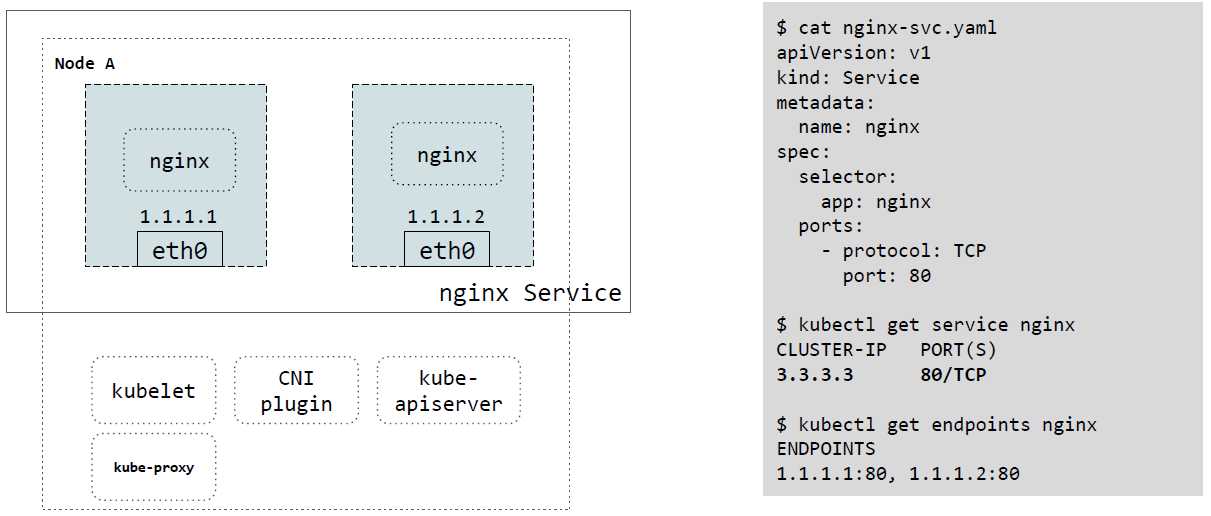 Node A
nginx
nginx
1.1.1.1
1.1.1.2
eth0
eth0
nginx Service
kubelet
CNI
plugin
kube-
apiserver
kube-proxy
$ cat nginx-svc.yaml
apiVersion: v1
kind: Service
metadata:
  name: nginx
spec:
  selector:
    app: nginx
  ports:
    - protocol: TCP
      port: 80
$ kubectl get service nginx
CLUSTER-IP   PORT(S)
3.3.3.3      80/TCP
$ kubectl get endpoints nginx
ENDPOINTS
1.1.1.1:80, 1.1.1.2:80